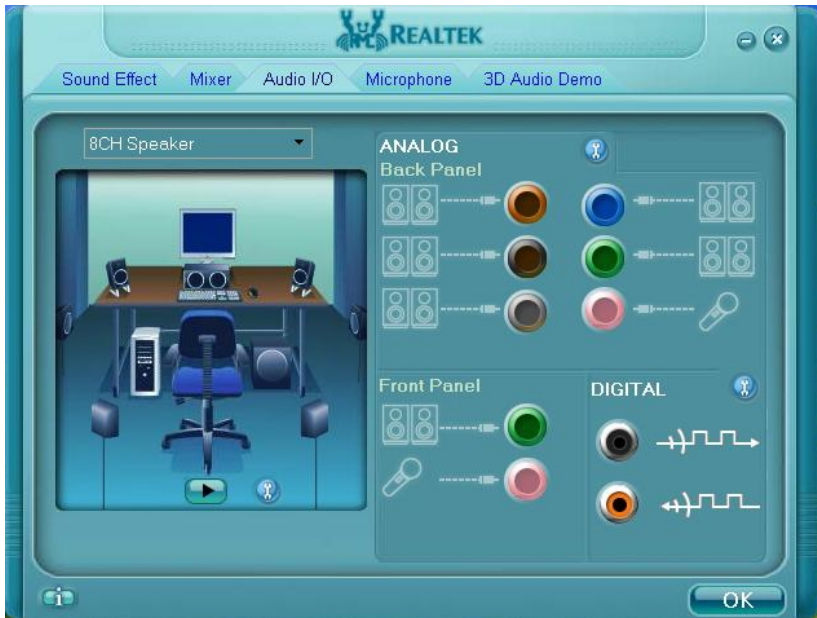 REALTEK
Sound Effect Mixer Audio I/O Microphone 3D Audio Demo
8CH Speaker
ANALOG
Back Panel
Front Panel
DIGITAL
i
OK